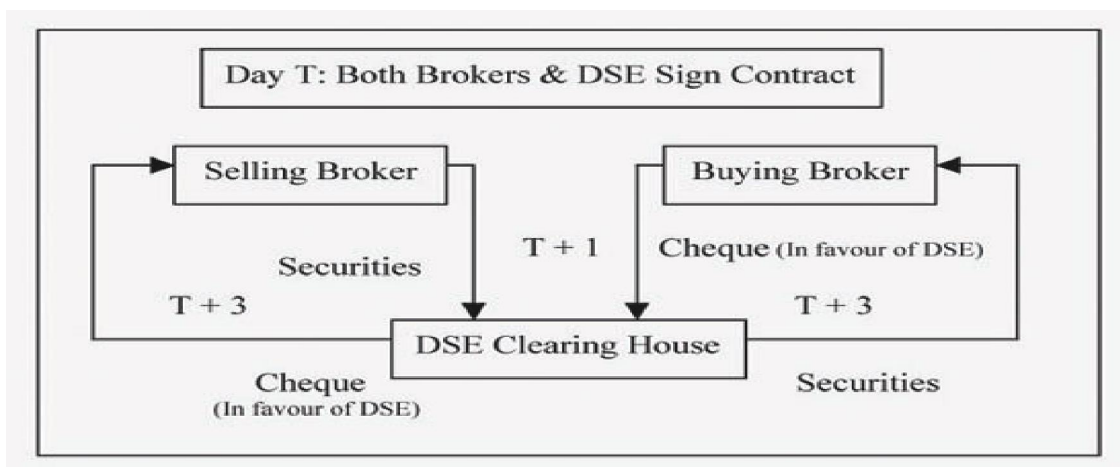 Day T: Both Brokers & DSE Sign Contract
Selling Broker
Buying Broker
T + 1
Cheque (In favour of DSE)
Securities
T + 3
T + 3
DSE Clearing House
Cheque
(In favour of DSE)
Securities